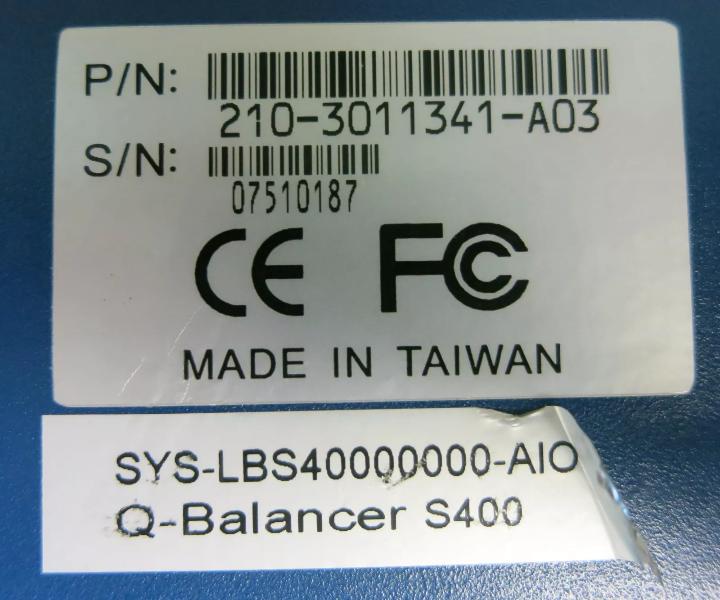 P/N:
210-3011341-A03
S/N:
07510187
CE FC
MADE IN TAIWAN
SYS-LBS40000000-AIO
Q-Balancer S400